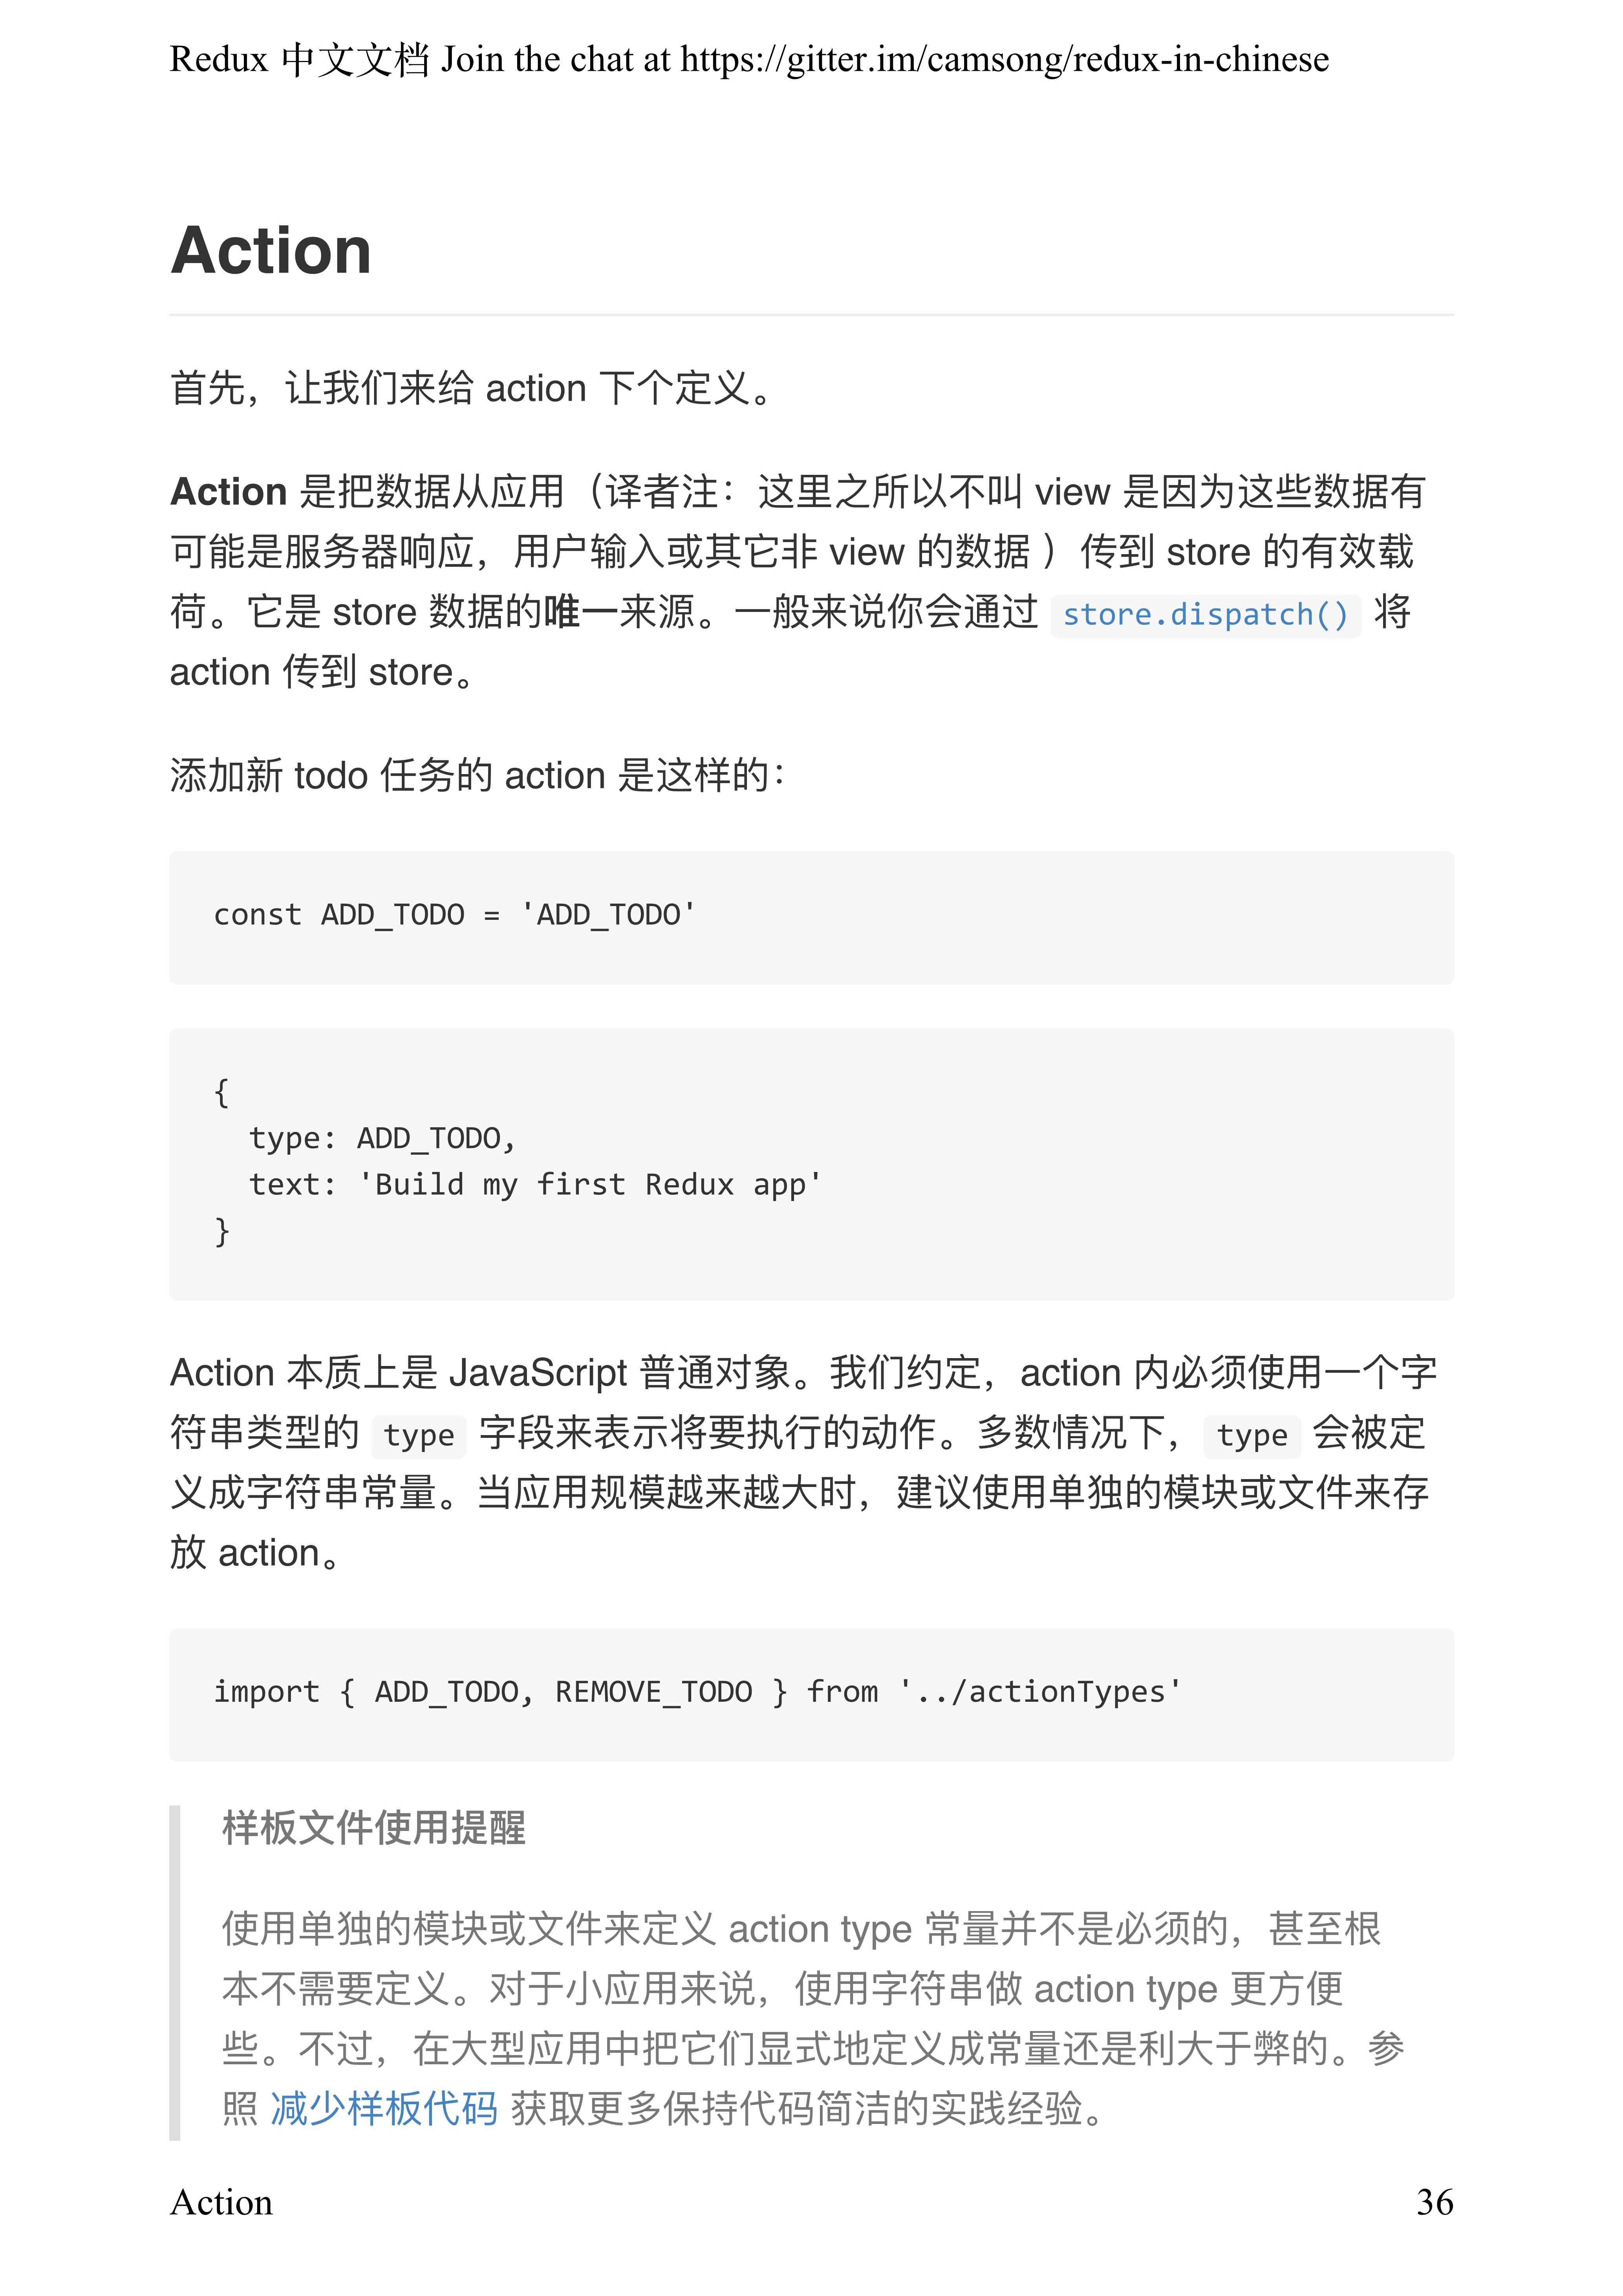 Redux 中文文档 Join the chat at https://gitter.im/camsong/redux-in-chinese
Action
首先，让我们来给 action 下个定义。
Action 是把数据从应用（译者注：这里之所以不叫 view 是因为这些数据有
可能是服务器响应，用户输入或其它非 view 的数据 ）传到 store 的有效载
荷。它是 store 数据的唯一来源。一般来说你会通过 store.dispatch() 将
action 传到 store。
添加新 todo 任务的 action 是这样的：
const ADD_TODO = 'ADD_TODO'
{
  type: ADD_TODO,
  text: 'Build my first Redux app'
}
Action 本质上是 JavaScript 普通对象。我们约定，action 内必须使用一个字
符串类型的 type 字段来表示将要执行的动作。多数情况下，type 会被定
义成字符串常量。当应用规模越来越大时，建议使用单独的模块或文件来存
放 action。
import { ADD_TODO, REMOVE_TODO } from '../actionTypes'
样板文件使用提醒
使用单独的模块或文件来定义 action type 常量并不是必须的，甚至根
本不需要定义。对于小应用来说，使用字符串做 action type 更方便
些。不过，在大型应用中把它们显式地定义成常量还是利大于弊的。参
照 减少样板代码 获取更多保持代码简洁的实践经验。
Action 36